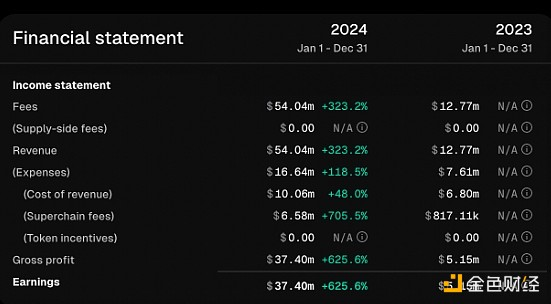 Financial statement 2024 2023
Jan 1 - Dec 31 Jan 1 - Dec 31
Income statement
Fees $54.04m +323.2% $12.77m N/A
(Supply-side fees) $0.00 N/A $0.00 N/A
Revenue $54.04m +323.2% $12.77m N/A
(Expenses) $16.64m +118.5% $7.61m N/A
(Cost of revenue) $10.06m +48.0% $6.80m N/A
(Superchain fees) $6.58m +705.5% $817.11k N/A
(Token incentives) $0.00 N/A $0.00 N/A
Gross profit $37.40m +625.6% $5.15m N/A
Earnings $37.40m +625.6%
金色财经